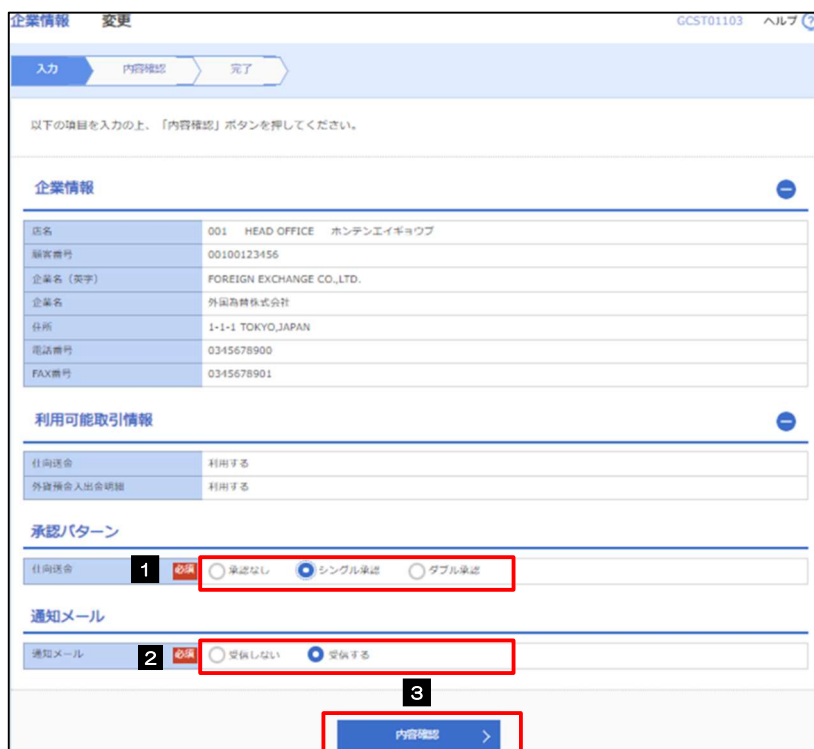 企業情報 変更 GCST01103 ヘルプ ?
入力 内容確認 完了
以下の項目を入力の上、「内容確認」ボタンを押してください。
企業情報
店名 001 HEAD OFFICE ホンテンエイギョウブ
顧客番号 00100123456
企業名（英字） FOREIGN EXCHANGE CO.,LTD.
企業名 外国為替株式会社
住所 1-1-1 TOKYO,JAPAN
電話番号 0345678900
FAX番号 0345678901
利用可能取引情報
仕向送金 利用する
外貨預金入出金明細 利用する
承認パターン
仕向送金 1 必須 承認なし シングル承認 ダブル承認
通知メール
通知メール 2 必須 受信しない 受信する
3
内容確認